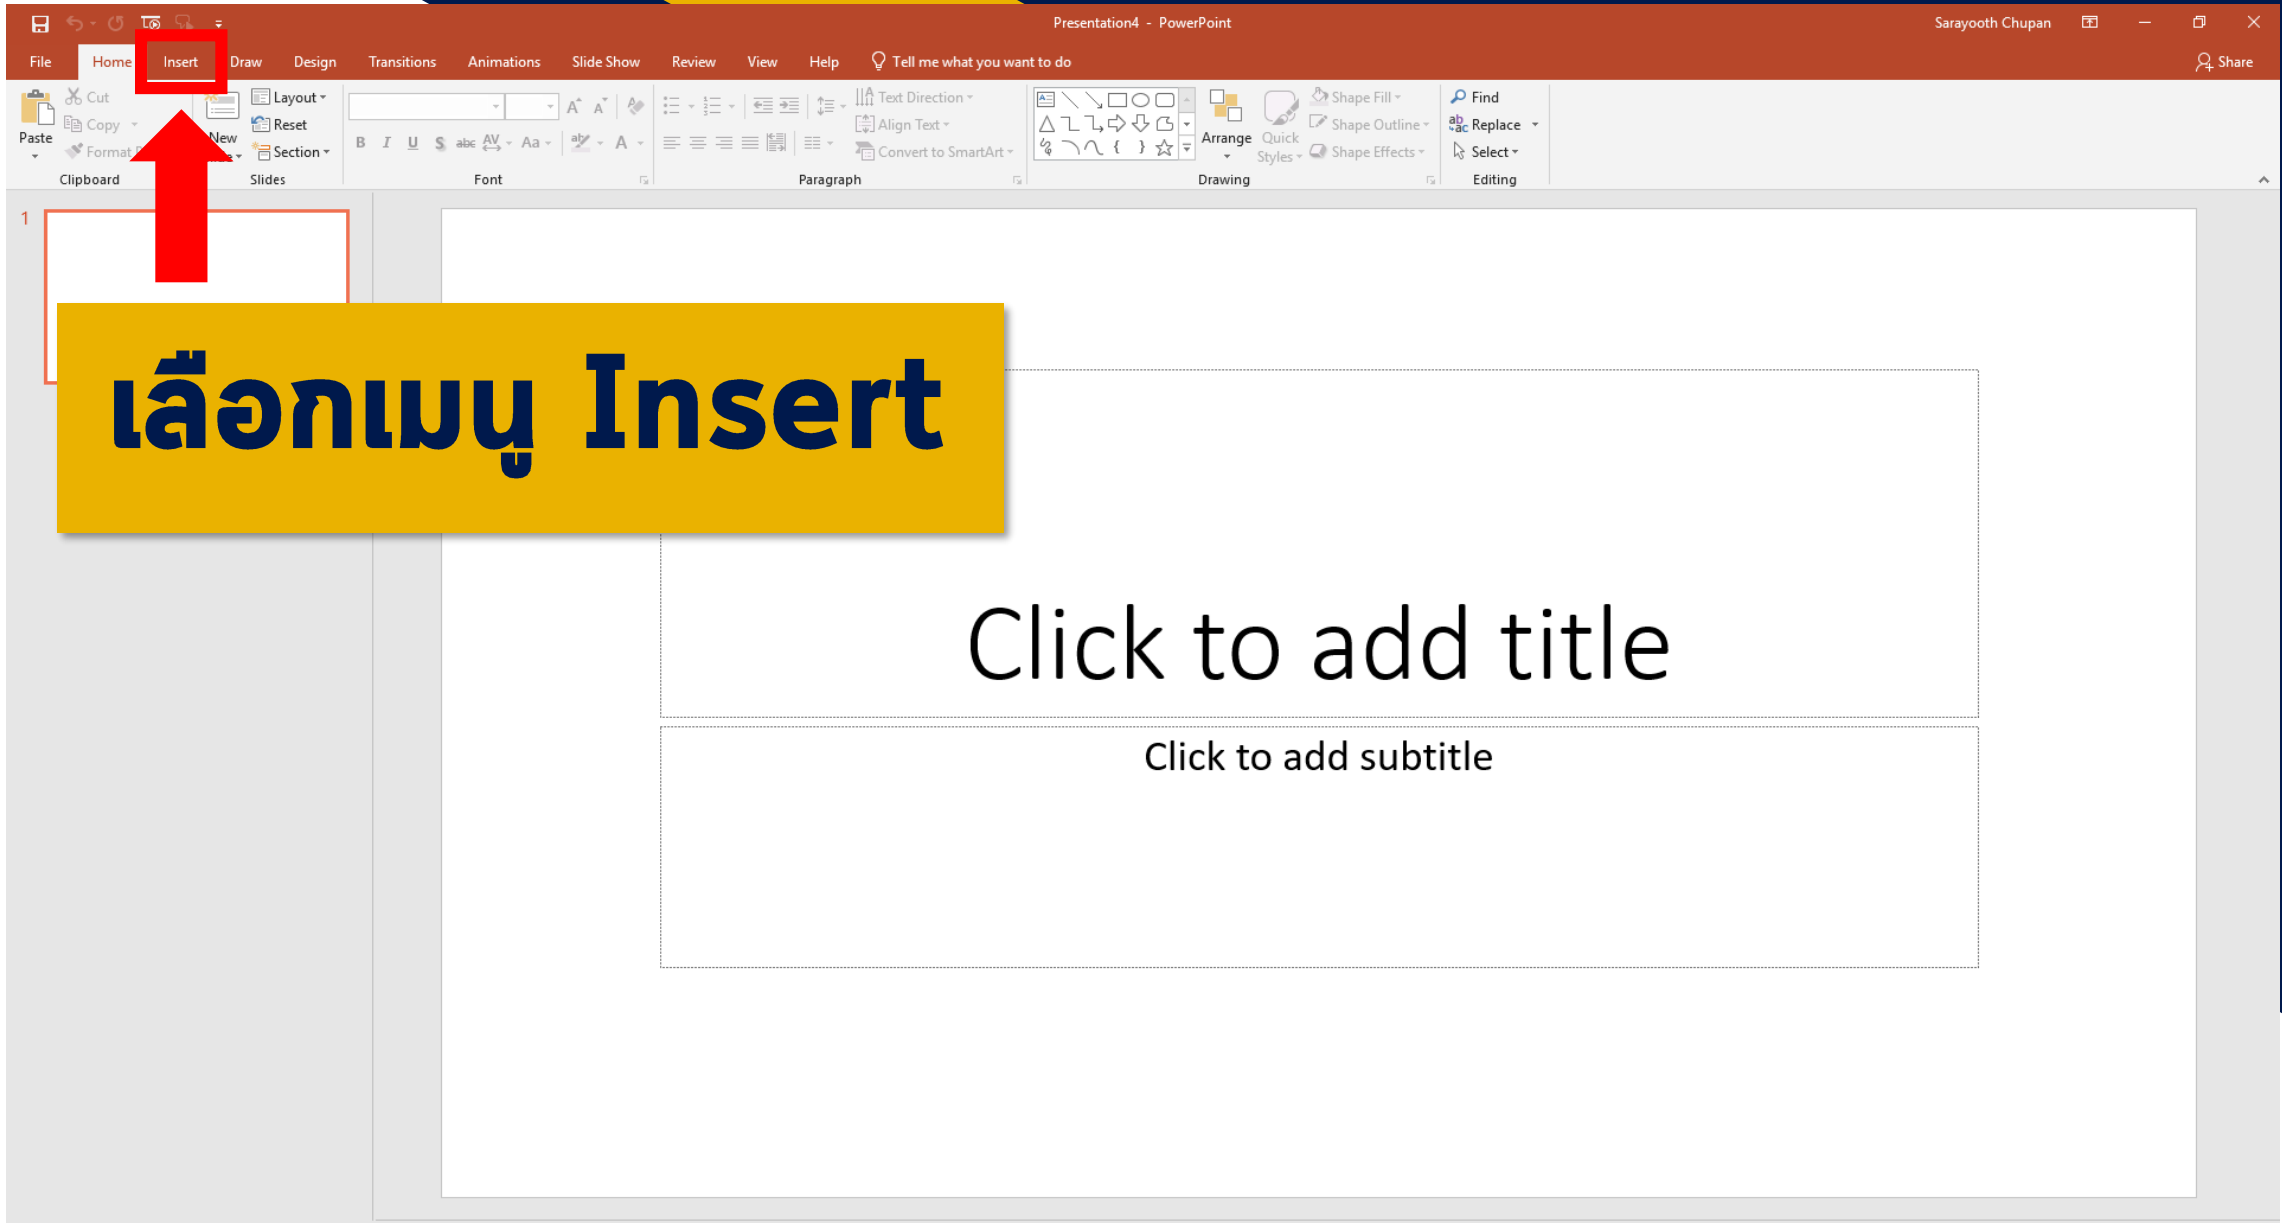 Presentation4 - PowerPoint
Sarayooth Chupan
File Home Insert Draw Design Transitions Animations Slide Show Review View Help Tell me what you want to do
Share
Paste
Cut
Copy
Format
Clipboard
New
Layout
Reset
Section
Slides
Font
Text Direction
Align Text
Convert to SmartArt
Paragraph
Arrange
Quick
Styles
Shape Fill
Shape Outline
Shape Effects
Drawing
Find
Replace
Select
Editing
1
เลือกเมนู Insert
Click to add title
Click to add subtitle